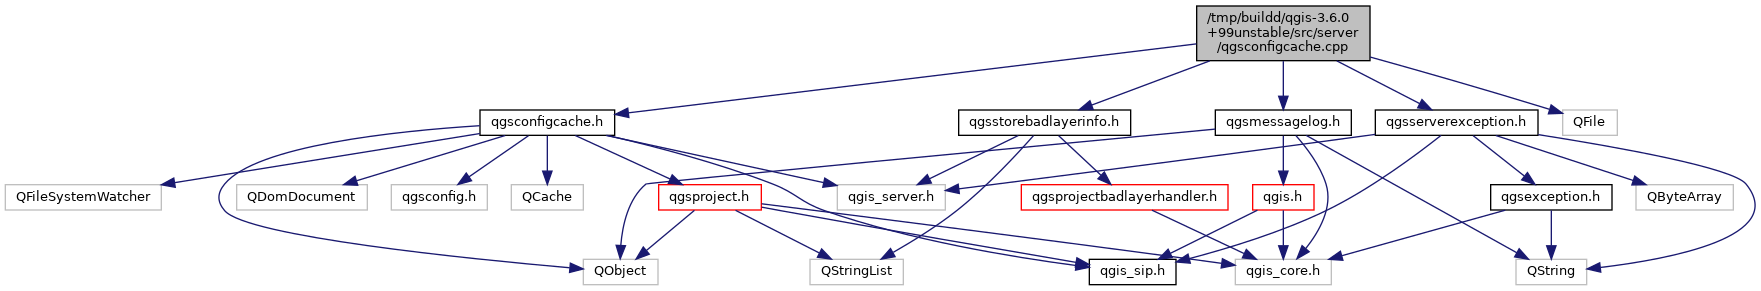 /tmp/buildd/qgis-3.6.0
+99unstable/src/server
/qgsconfigcache.cpp
qgsconfigcache.h
qgsstorebadlayerinfo.h
qgsmessagelog.h
qgsserverexception.h
QFile
QFileSystemWatcher
QDomDocument
qgsconfig.h
QCache
qgsproject.h
qgis_server.h
qgsprojectbadlayerhandler.h
qgis.h
qgsexception.h
QByteArray
QObject
QStringList
qgis_sip.h
qgis_core.h
QString